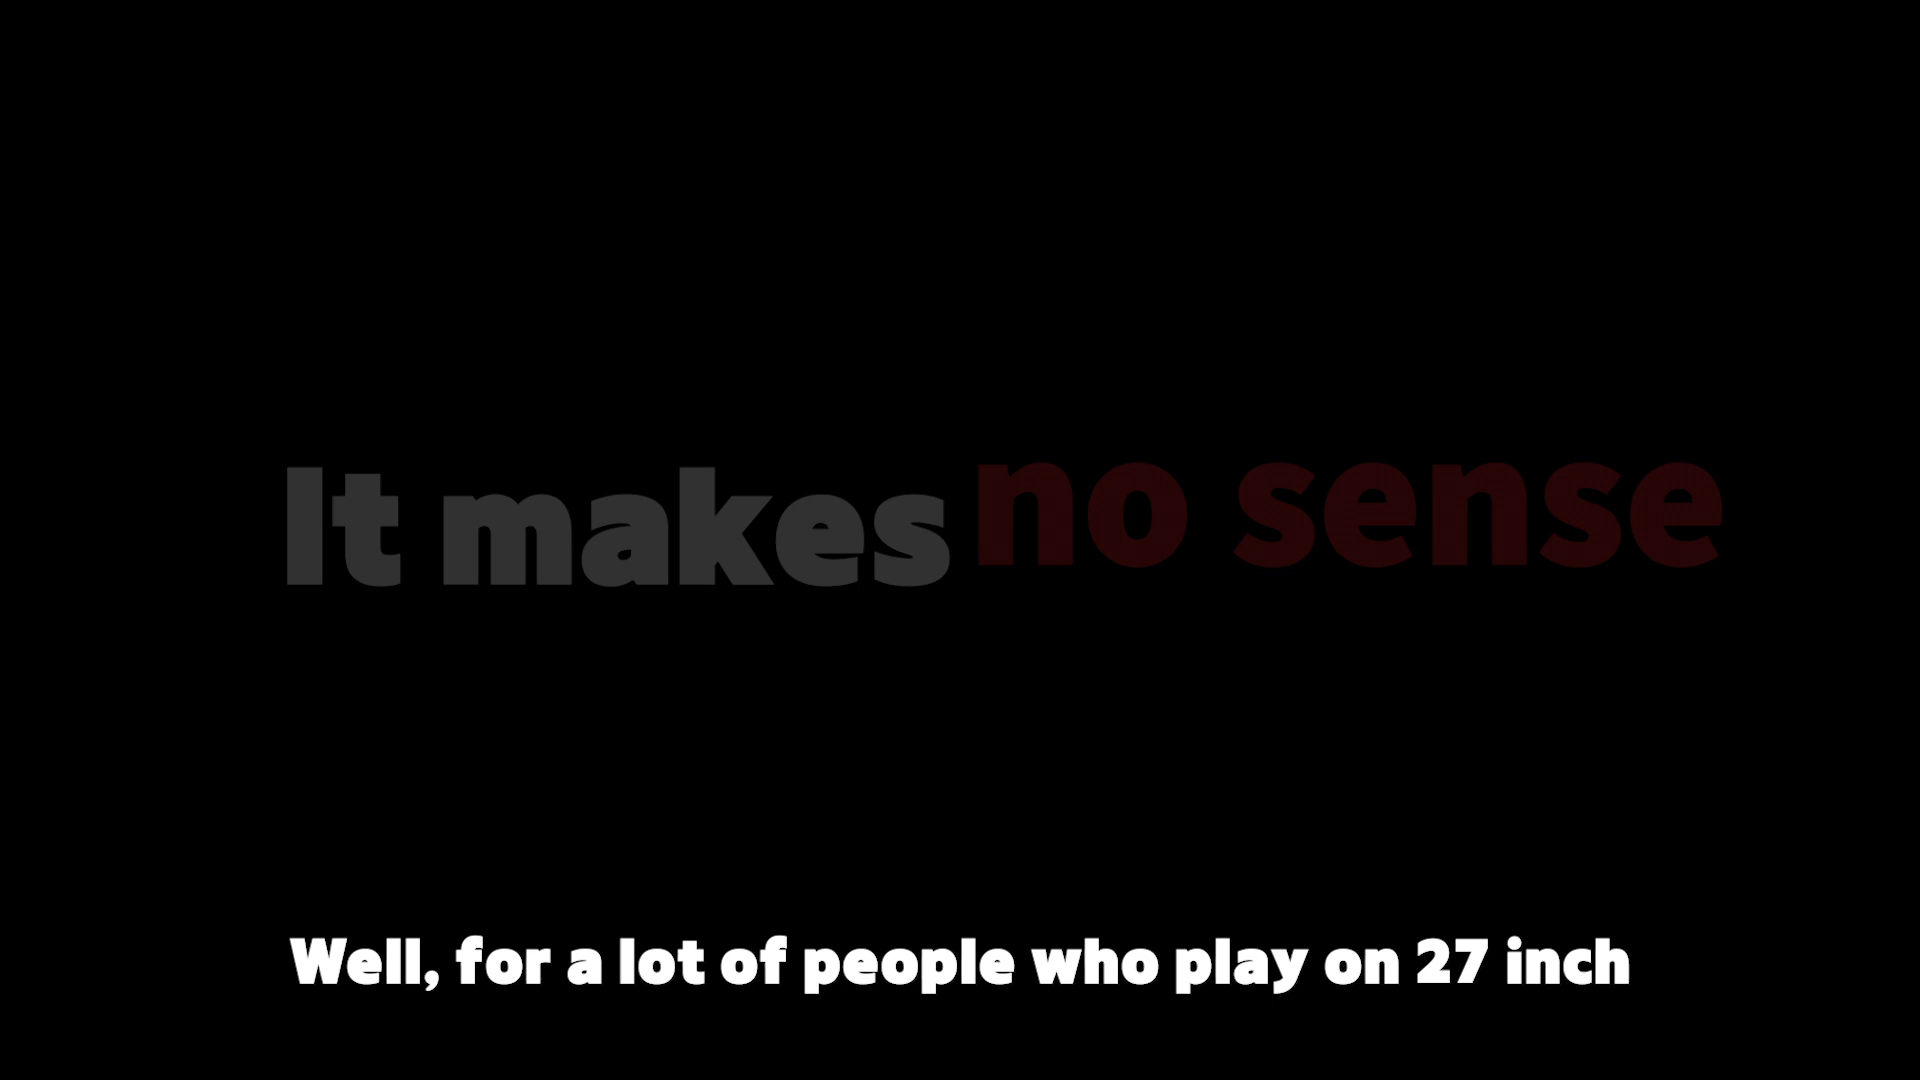 It makes no sense
Well, for a lot of people who play on 27 inch